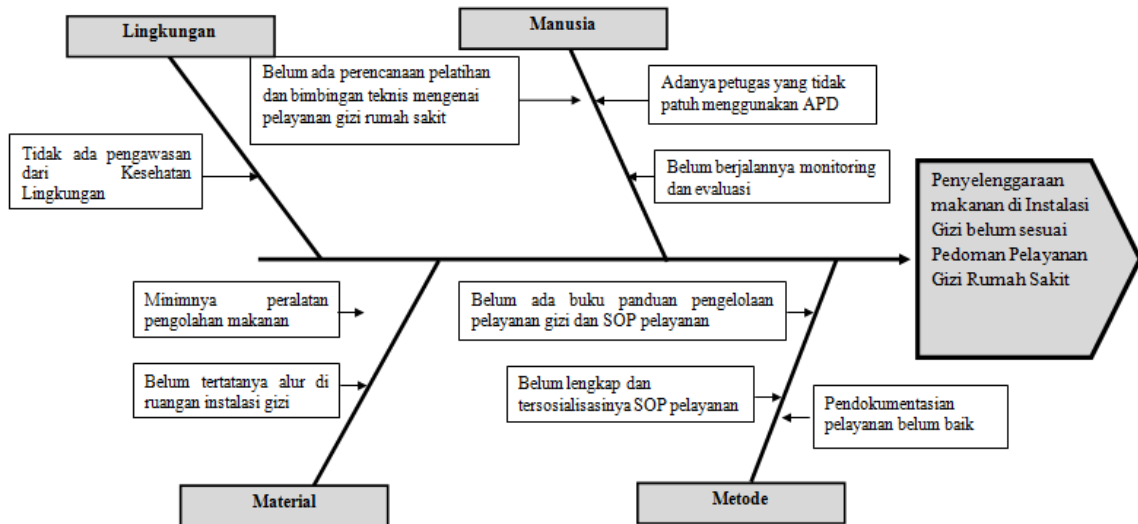 Lingkungan
Manusia
Belum ada perencanaan pelatihan
dan bimbingan teknis mengenai
pelayanan gizi rumah sakit
Adanya petugas yang tidak
patuh menggunakan APD
Tidak ada pengawasan
dari Kesehatan
Lingkungan
Belum berjalannya monitoring
dan evaluasi
Penyelenggaraan
makanan di Instalasi
Gizi belum sesuai
Pedoman Pelayanan
Gizi Rumah Sakit
Minimnya peralatan
pengolahan makanan
Belum ada buku panduan pengelolaan
pelayanan gizi dan SOP pelayanan
Belum tertatanya alur di
ruangan instalasi gizi
Belum lengkap dan
tersosialisasinya SOP pelayanan
Pendokumentasian
pelayanan belum baik
Material
Metode